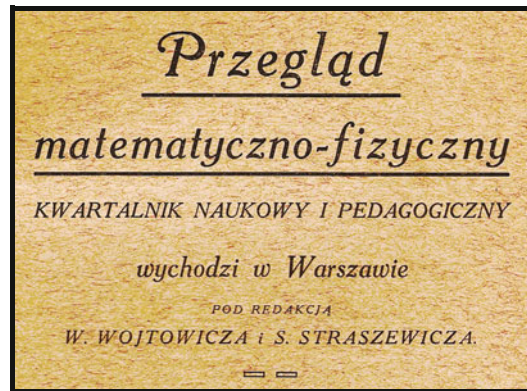 Przegląd
matematyczno-fizyczny
KWARTALNIK NAUKOWY I PEDAGOGICZNY
wychodzi w Warszawie
POD REDAKCJĄ
W. WOJTOWICZA i S. STRASZEWICZA.